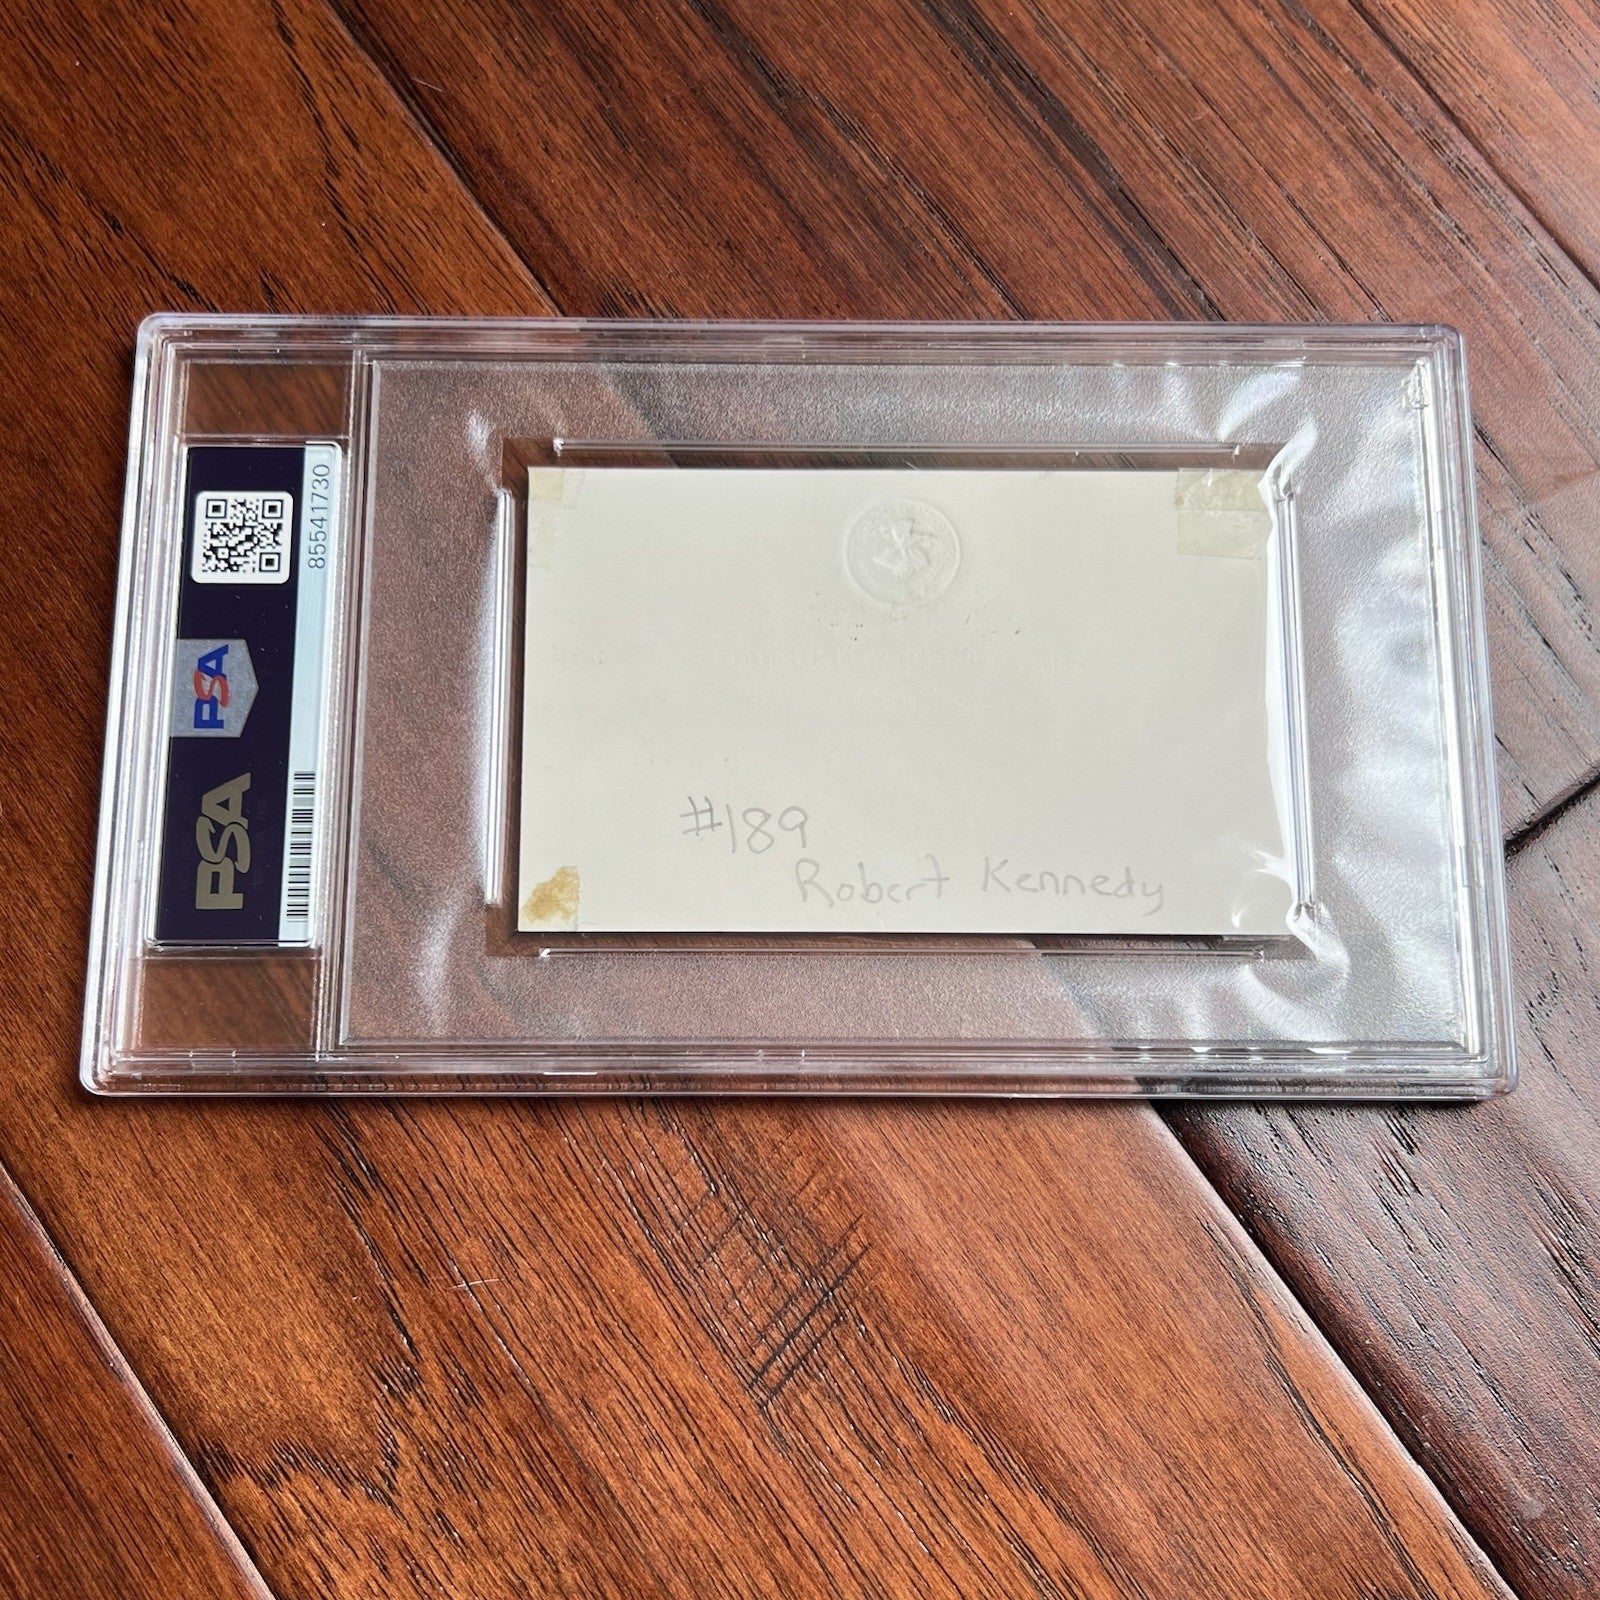 85541730
PSA
PSA
#189
Robert Kennedy